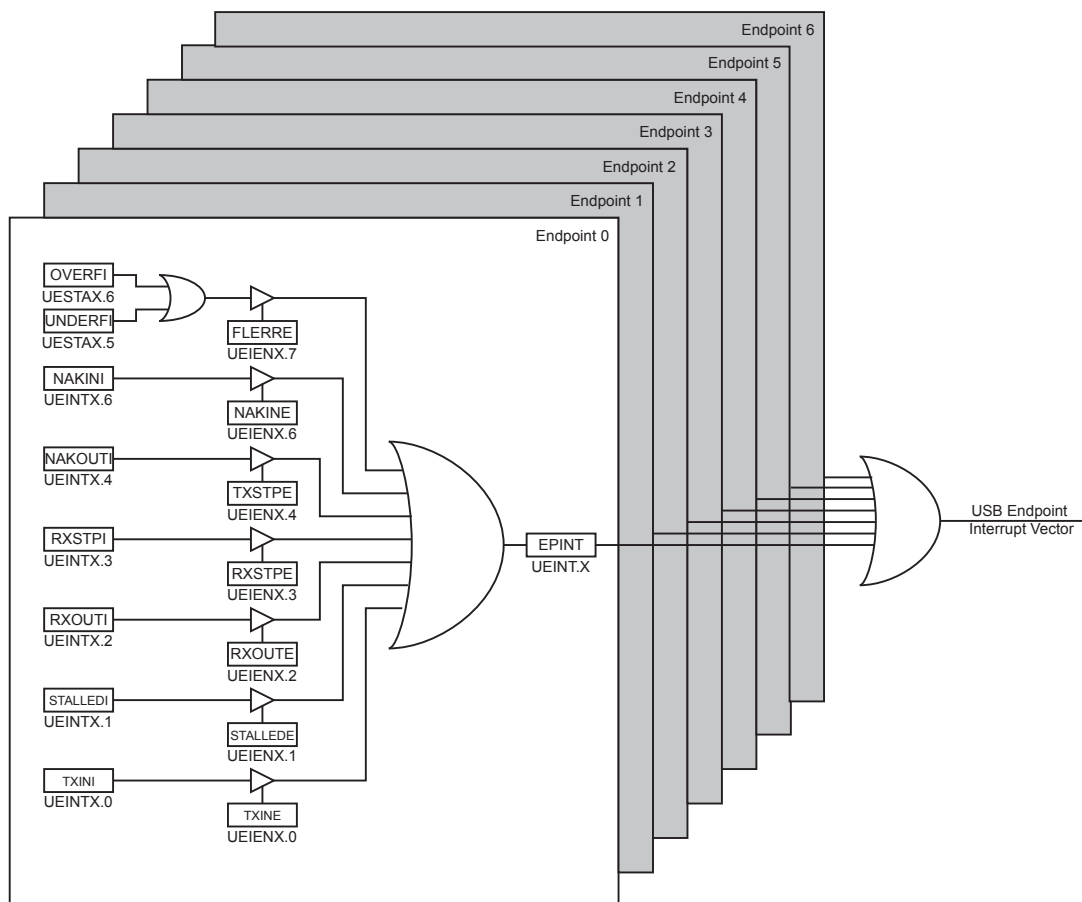 Endpoint 6
Endpoint 5
Endpoint 4
Endpoint 3
Endpoint 2
Endpoint 1
Endpoint 0
OVERFI
UESTAX.6
UNDERFI
UESTAX.5
FLERRE
UEIENX.7
NAKINI
UEINTX.6
NAKINE
UEIENX.6
NAKOUTI
UEINTX.4
TXSTPE
UEIENX.4
RXSTPI
UEINTX.3
RXSTPE
UEIENX.3
RXOUTI
UEINTX.2
RXOUTE
UEIENX.2
STALLEDI
UEINTX.1
STALLEDE
UEIENX.1
TXINI
UEINTX.0
TXINE
UEIENX.0
EPINT
UEINT.X
USB Endpoint
Interrupt Vector